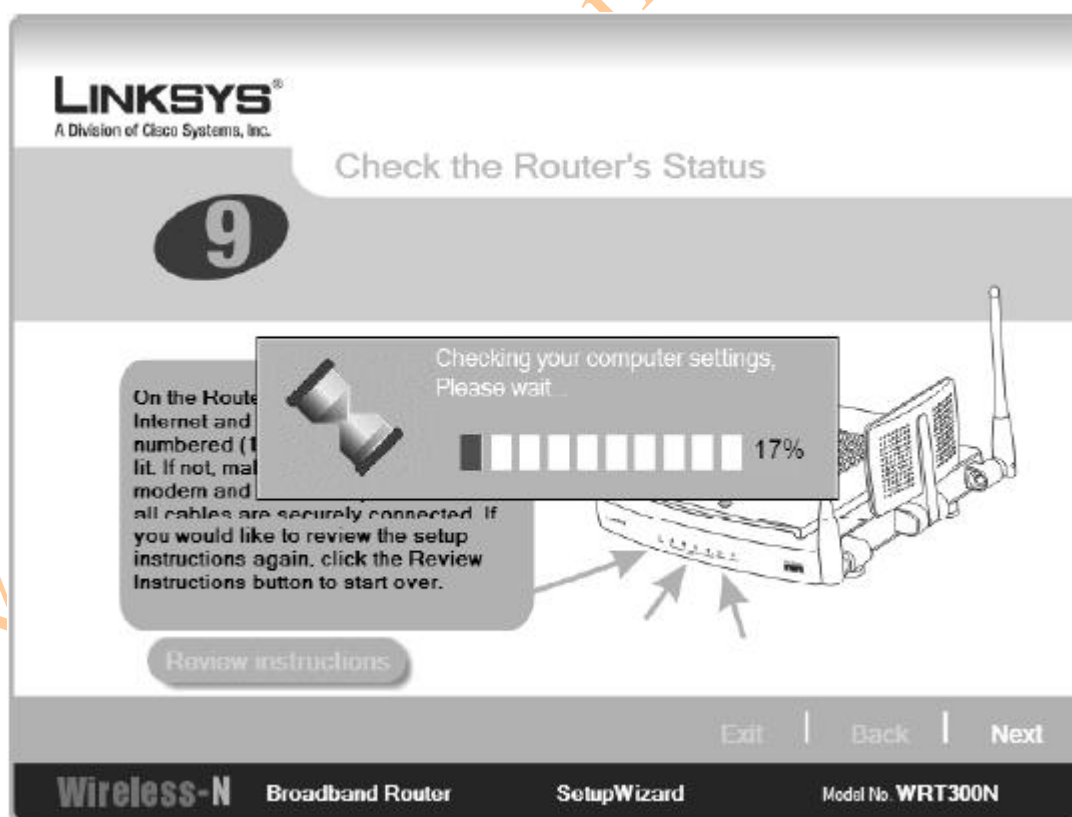 LINKSYS®
A Division of Cisco Systems, Inc.
Check the Router's Status
9
Checking your computer settings,
Please wait...
17%
On the Route
Internet and
numbered (1
lit. If not, mak
modem and
all cables are securely connected. If
you would like to review the setup
instructions again, click the Review
Instructions button to start over.
Review instructions
Exit | Back | Next
Wireless-N Broadband Router SetupWizard Model No. WRT300N